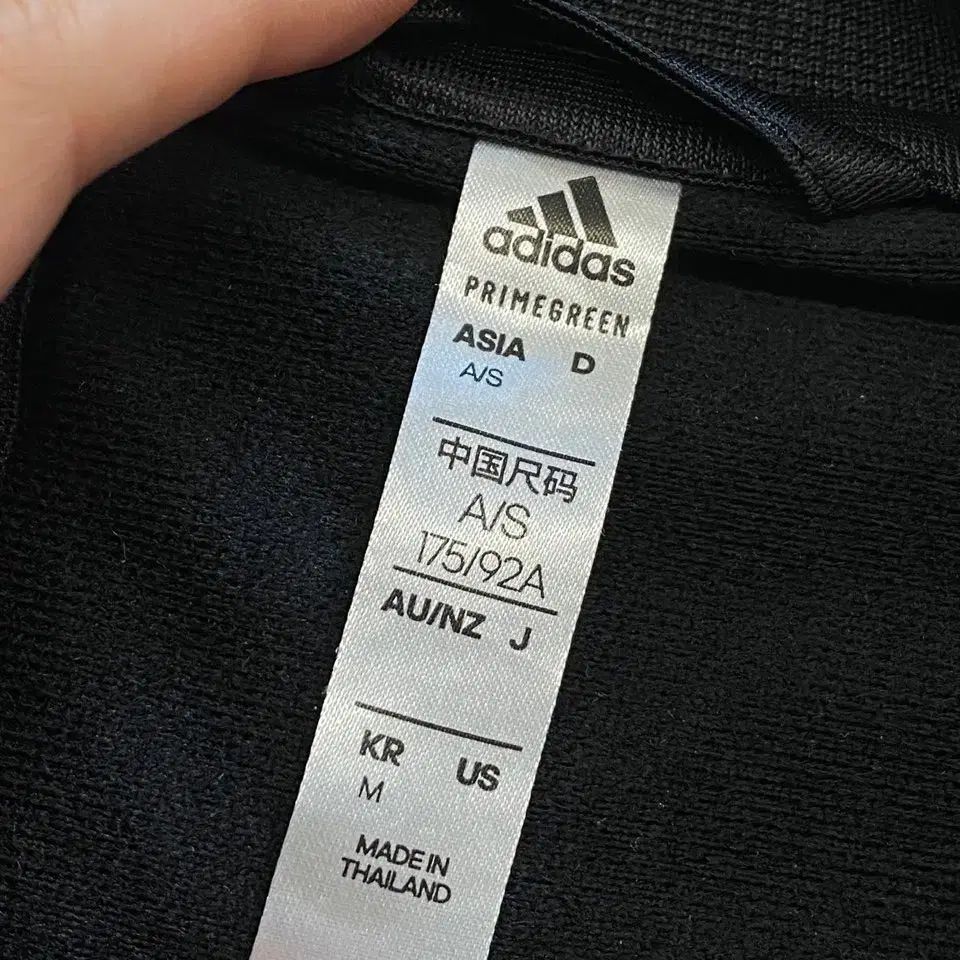 adidas
PRIMEGREEN
ASIA D
A/S
中国尺码
A/S
175/92A
AU/NZ J
KR US
M
MADE IN
THAILAND